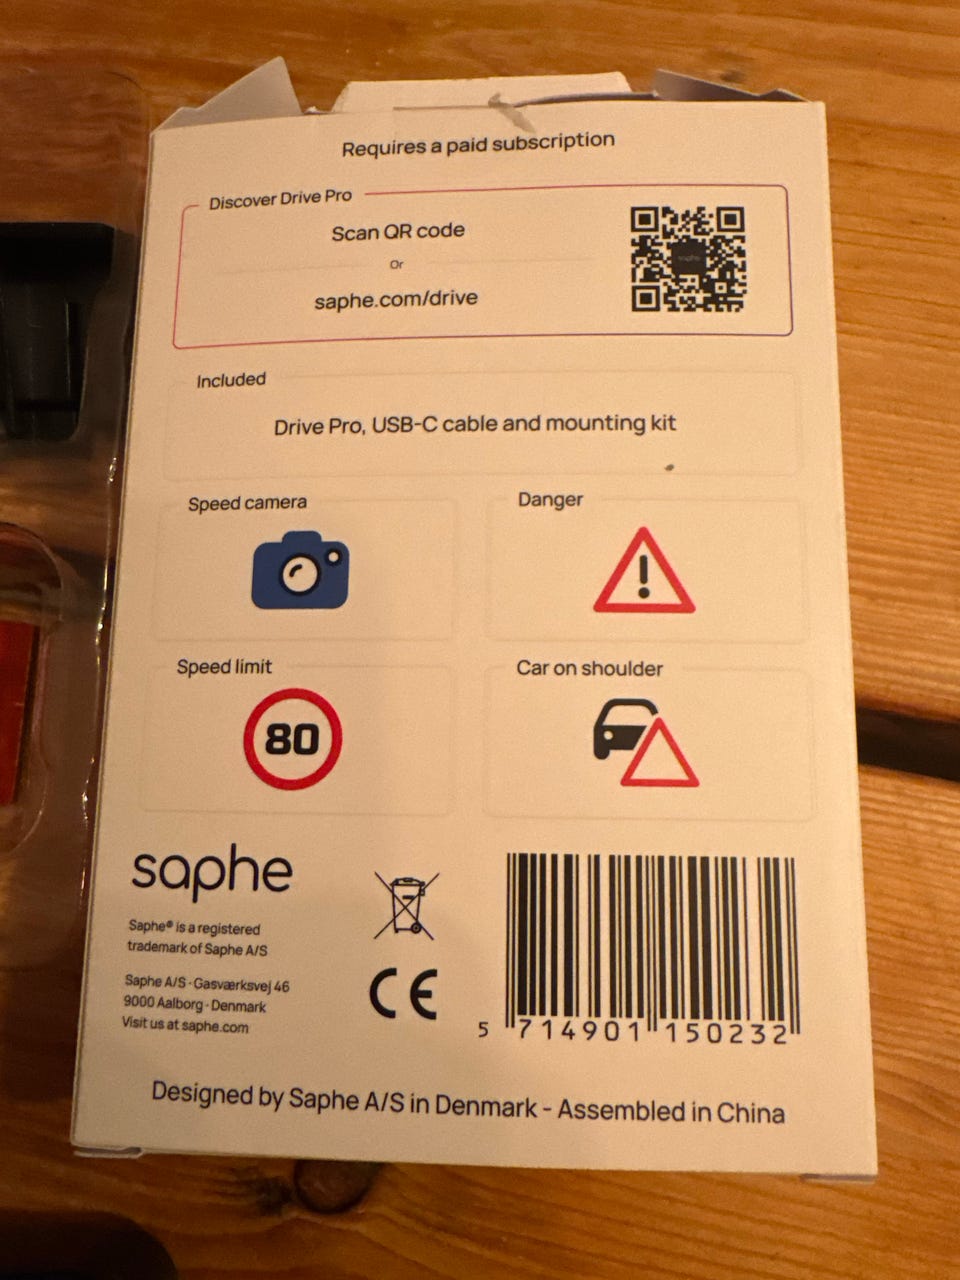 Requires a paid subscription
Discover Drive Pro
Scan QR code
Or
saphe.com/drive
saphe
Included
Drive Pro, USB-C cable and mounting kit
Speed camera
Danger
!
Speed limit
Car on shoulder
80
saphe
Saphe® is a registered
trademark of Saphe A/S
Saphe A/S · Gasværksvej 46
9000 Aalborg · Denmark
Visit us at saphe.com
CE
5 714901 150232
Designed by Saphe A/S in Denmark - Assembled in China